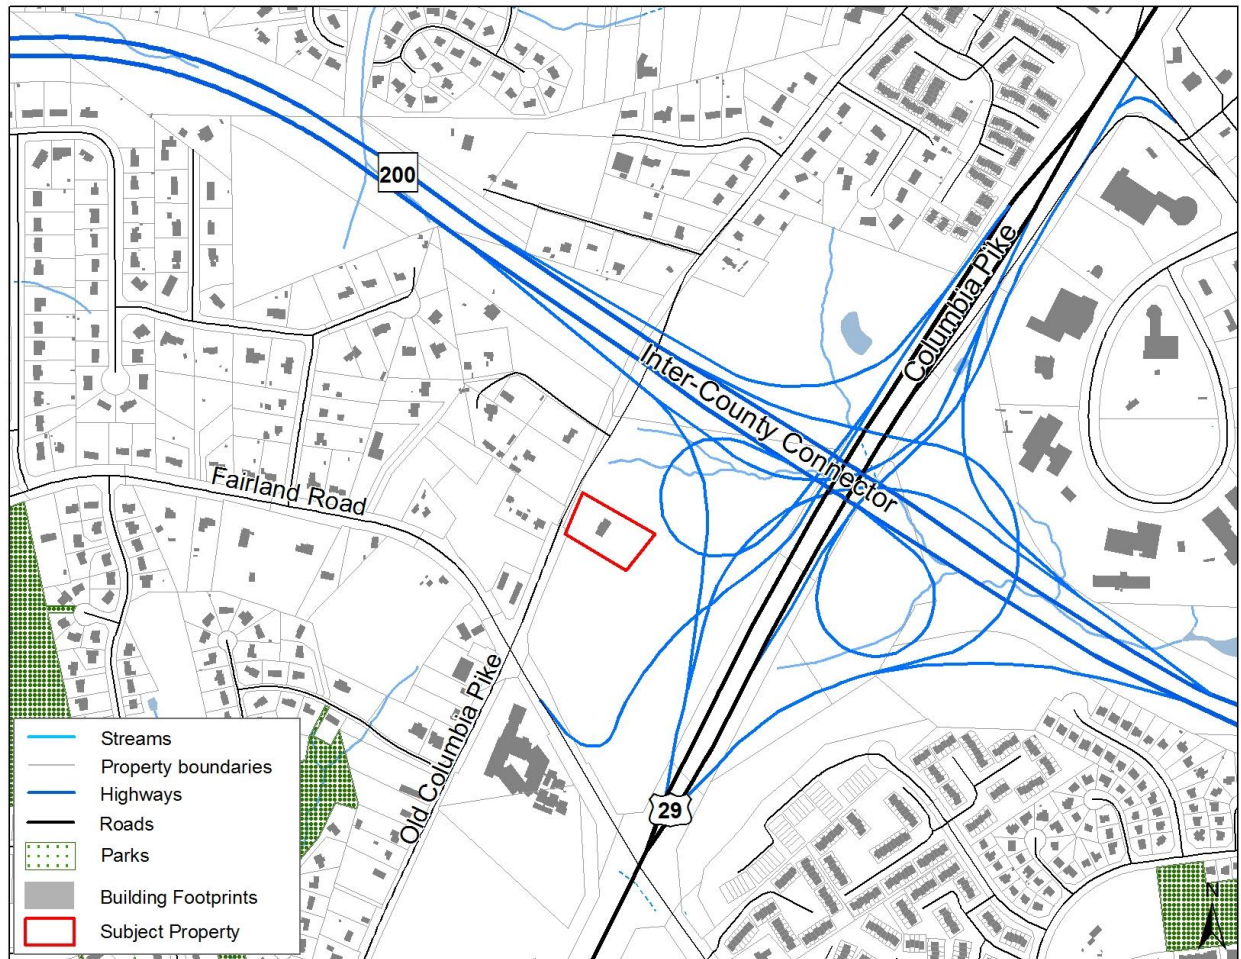 200
Columbia Pike
Inter-County Connector
Fairland Road
Old Columbia Pike
29
Streams
Property boundaries
Highways
Roads
Parks
Building Footprints
Subject Property
N